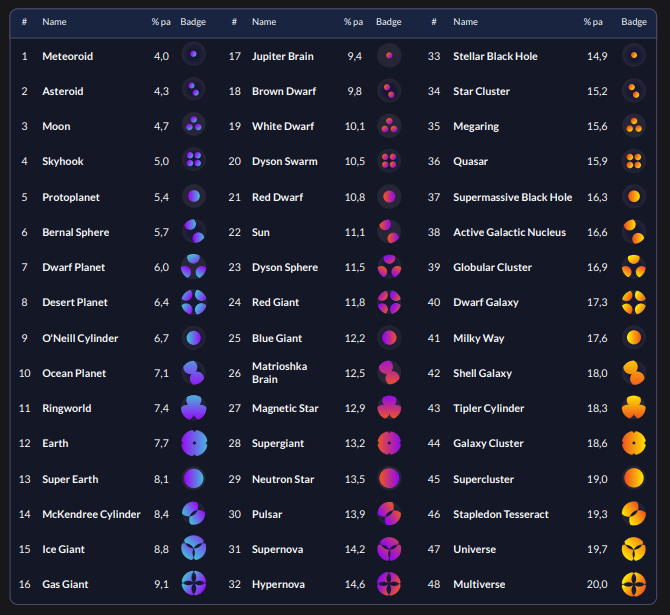 # Name % pa Badge # Name % pa Badge # Name % pa Badge
1 Meteoroid 4,0 17 Jupiter Brain 9,4 33 Stellar Black Hole 14,9
2 Asteroid 4,3 18 Brown Dwarf 9,8 34 Star Cluster 15,2
3 Moon 4,7 19 White Dwarf 10,1 35 Megaring 15,6
4 Skyhook 5,0 20 Dyson Swarm 10,5 36 Quasar 15,9
5 Protoplanet 5,4 21 Red Dwarf 10,8 37 Supermassive Black Hole 16,3
6 Bernal Sphere 5,7 22 Sun 11,1 38 Active Galactic Nucleus 16,6
7 Dwarf Planet 6,0 23 Dyson Sphere 11,5 39 Globular Cluster 16,9
8 Desert Planet 6,4 24 Red Giant 11,8 40 Dwarf Galaxy 17,3
9 O'Neill Cylinder 6,7 25 Blue Giant 12,2 41 Milky Way 17,6
10 Ocean Planet 7,1 26 Matrioshka Brain 12,5 42 Shell Galaxy 18,0
11 Ringworld 7,4 27 Magnetic Star 12,9 43 Tipler Cylinder 18,3
12 Earth 7,7 28 Supergiant 13,2 44 Galaxy Cluster 18,6
13 Super Earth 8,1 29 Neutron Star 13,5 45 Supercluster 19,0
14 McKendree Cylinder 8,4 30 Pulsar 13,9 46 Stapledon Tesseract 19,3
15 Ice Giant 8,8 31 Supernova 14,2 47 Universe 19,7
16 Gas Giant 9,1 32 Hypernova 14,6 48 Multiverse 20,0